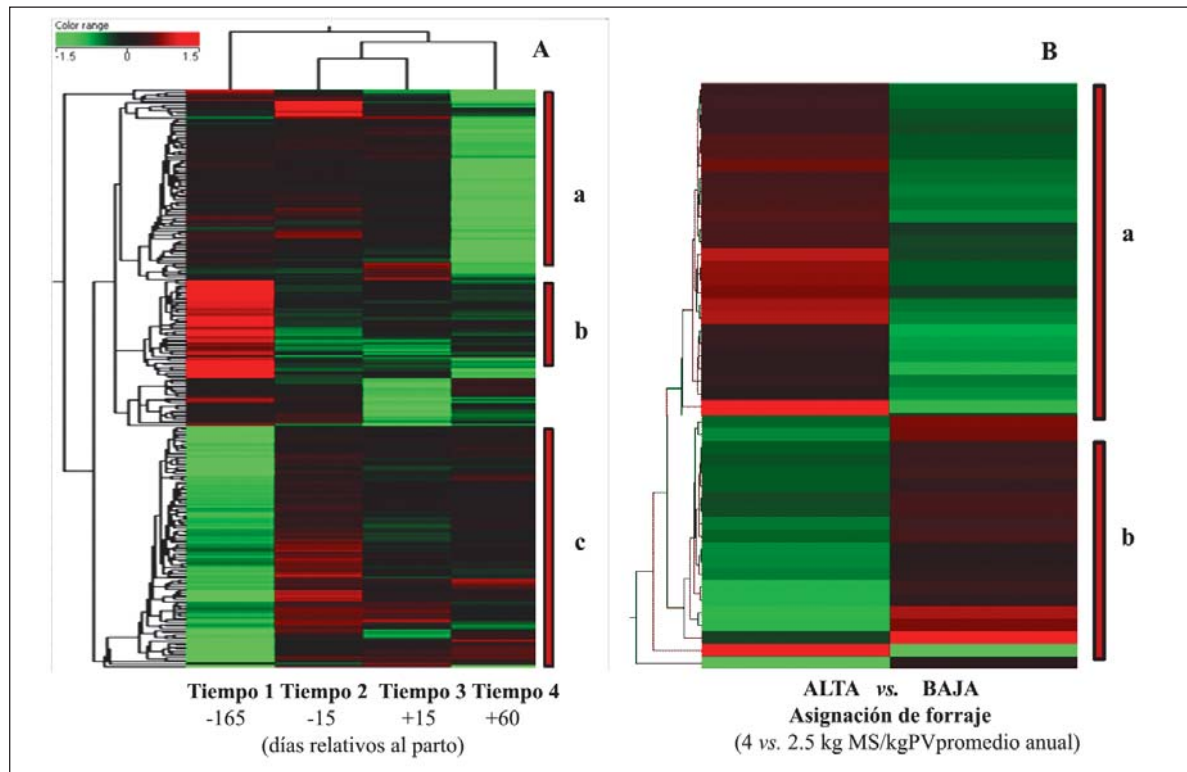 Color range
-1.5 0 1.5
A
B
a
b
c
a
b
Tiempo 1 Tiempo 2 Tiempo 3 Tiempo 4
-165 -15 +15 +60
(días relativos al parto)
ALTA vs. BAJA
Asignación de forraje
(4 vs. 2.5 kg MS/kgPVpromedio anual)